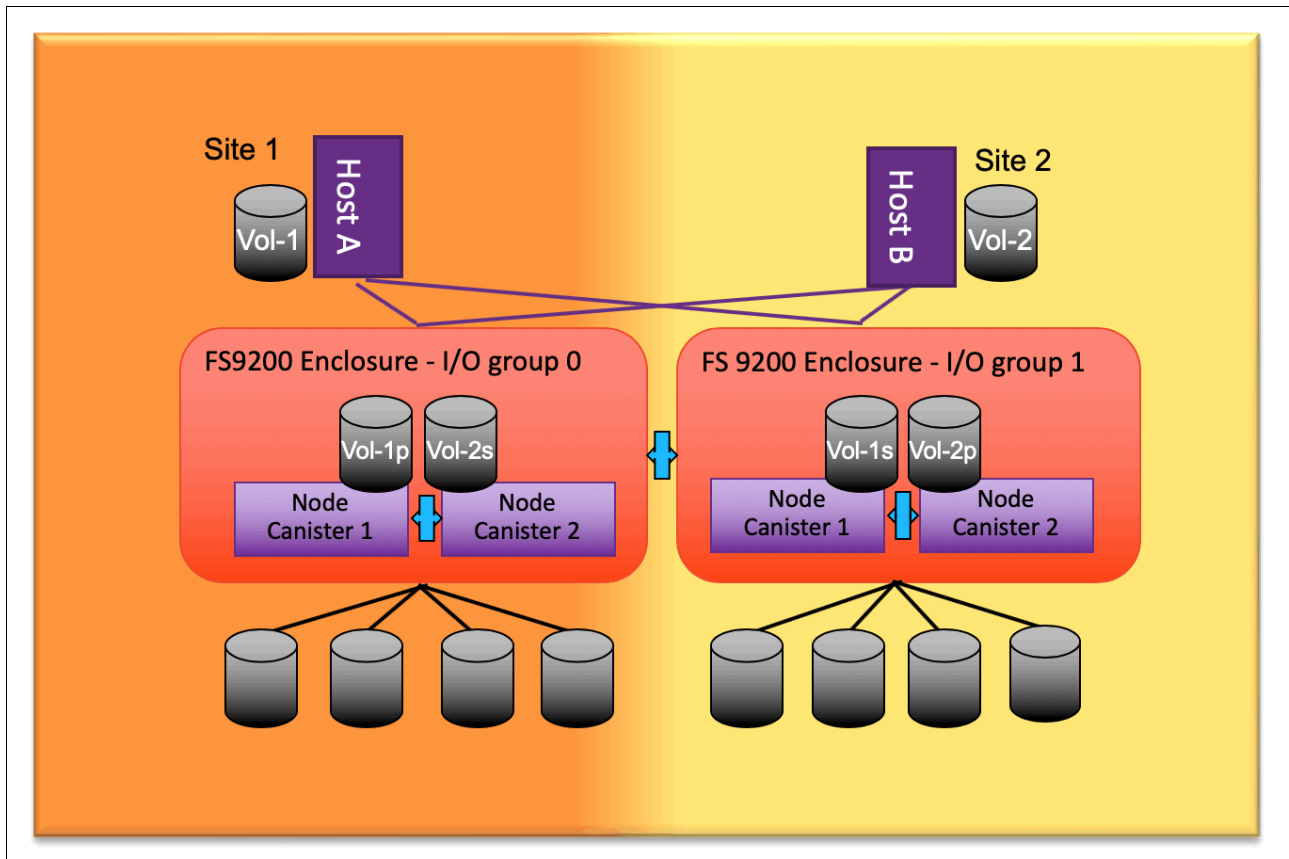 Site 1
Host A
Vol-1
Host B
Site 2
Vol-2
FS9200 Enclosure - I/O group 0
Vol-1p
Vol-2s
Node
Canister 1
Node
Canister 2
FS 9200 Enclosure - I/O group 1
Vol-1s
Vol-2p
Node
Canister 1
Node
Canister 2